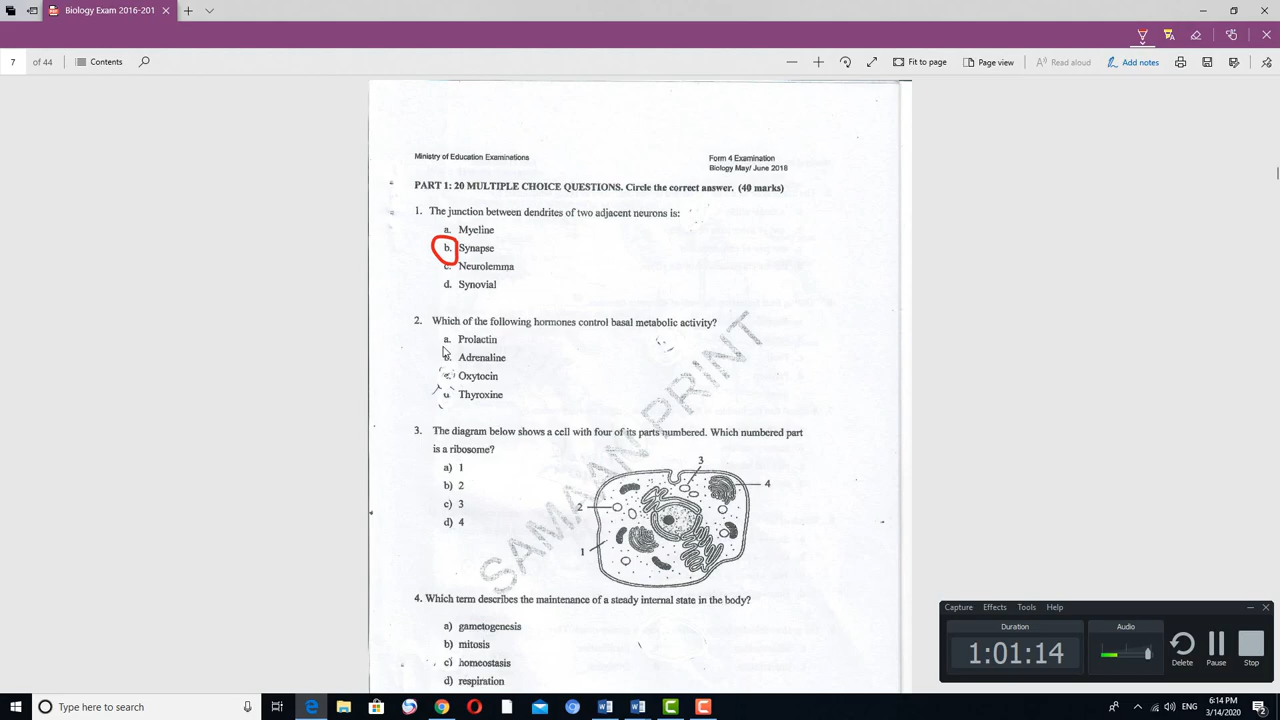 Biology Exam 2016-201
7 of 44
Contents
Fit to page
Page view
Read aloud
Add notes
Ministry of Education Examinations
Form 4 Examination
Biology May/ June 2018
PART 1: 20 MULTIPLE CHOICE QUESTIONS. Circle the correct answer. (40 marks)
1. The junction between dendrites of two adjacent neurons is:
a. Myeline
b. Synapse
c. Neurolemma
d. Synovial
2. Which of the following hormones control basal metabolic activity?
a. Prolactin
b. Adrenaline
c. Oxytocin
d. Thyroxine
3. The diagram below shows a cell with four of its parts numbered. Which numbered part
is a ribosome?
a) 1
b) 2
c) 3
d) 4
3
4
2
1
SAMAAN PRINT
4. Which term describes the maintenance of a steady internal state in the body?
a) gametogenesis
b) mitosis
c) homeostasis
d) respiration
Capture Effects Tools Help
Duration Audio
1:01:14
Delete Pause Stop
Type here to search
ENG
6:14 PM
3/14/2020
2